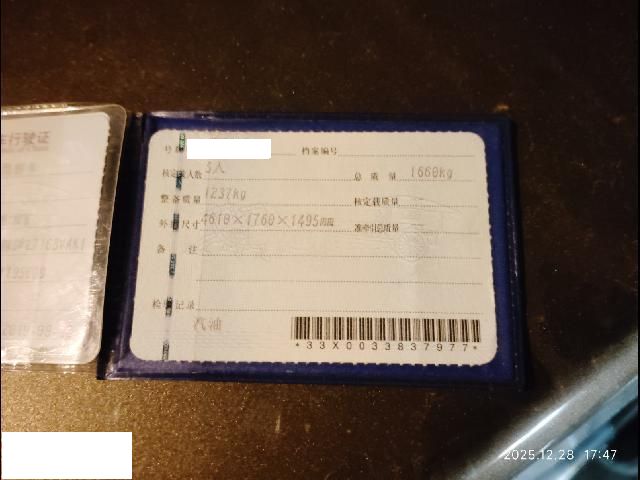 行驶证
号牌 档案编号
核定载人数 5人 总质量 1660kg
整备质量 1237kg 核定载质量
外廓尺寸 4610×1760×1495mm 准牵引总质量
备注
检验记录
汽油
*33X0033837977*
2025.12.28 17:47